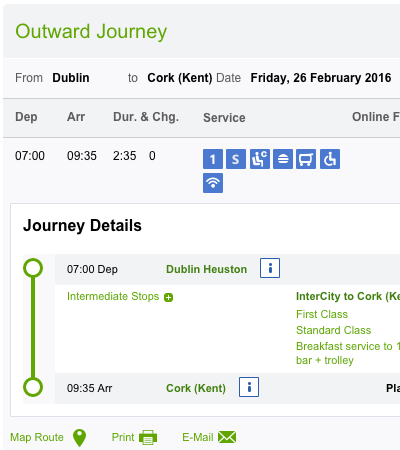 Outward Journey
From Dublin to Cork (Kent) Date Friday, 26 February 2016
Dep Arr Dur. & Chg. Service Online F
07:00 09:35 2:35 0 1 S
Journey Details
07:00 Dep Dublin Heuston i
Intermediate Stops InterCity to Cork (Ke
First Class
Standard Class
Breakfast service to 1
bar + trolley
09:35 Arr Cork (Kent) i Pla
Map Route Print E-Mail